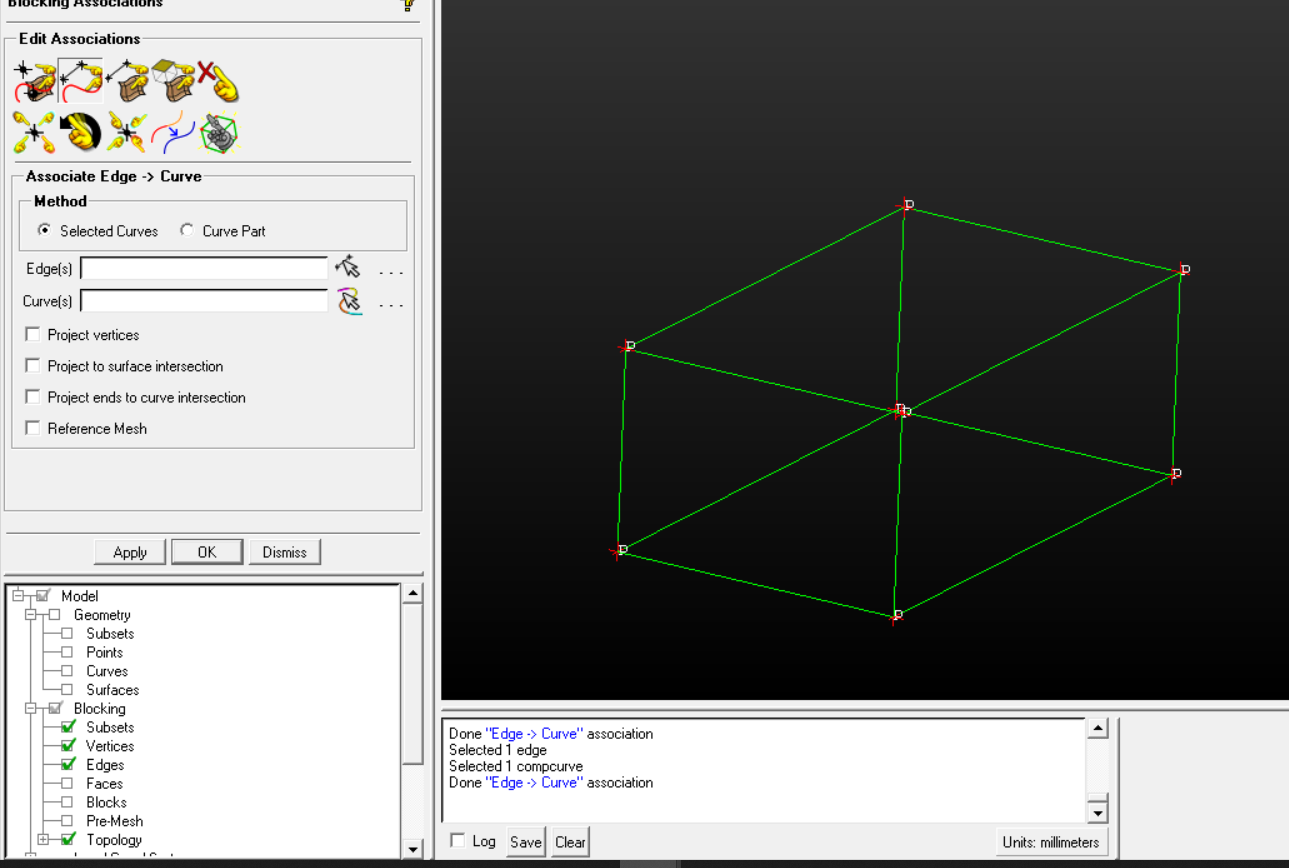 Blocking Associations
Edit Associations
Associate Edge -> Curve
Method
Selected Curves
Curve Part
Edge(s)
...
Curve(s)
...
Project vertices
Project to surface intersection
Project ends to curve intersection
Reference Mesh
Apply
OK
Dismiss
Model
Geometry
Subsets
Points
Curves
Surfaces
Blocking
Subsets
Vertices
Edges
Faces
Blocks
Pre-Mesh
Topology
p
p
p
p
p
p
p
p
Done "Edge -> Curve" association
Selected 1 edge
Selected 1 compcurve
Done "Edge -> Curve" association
Log
Save
Clear
Units: millimeters